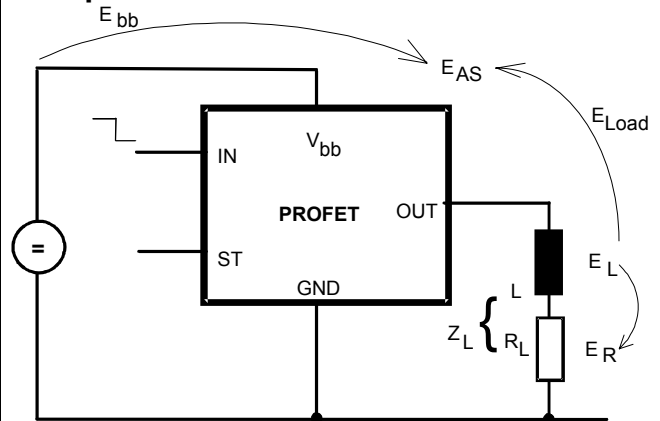 E bb
E AS
E Load
V bb
IN
PROFET
OUT
=
ST
GND
L
E L
Z L { R L
E R